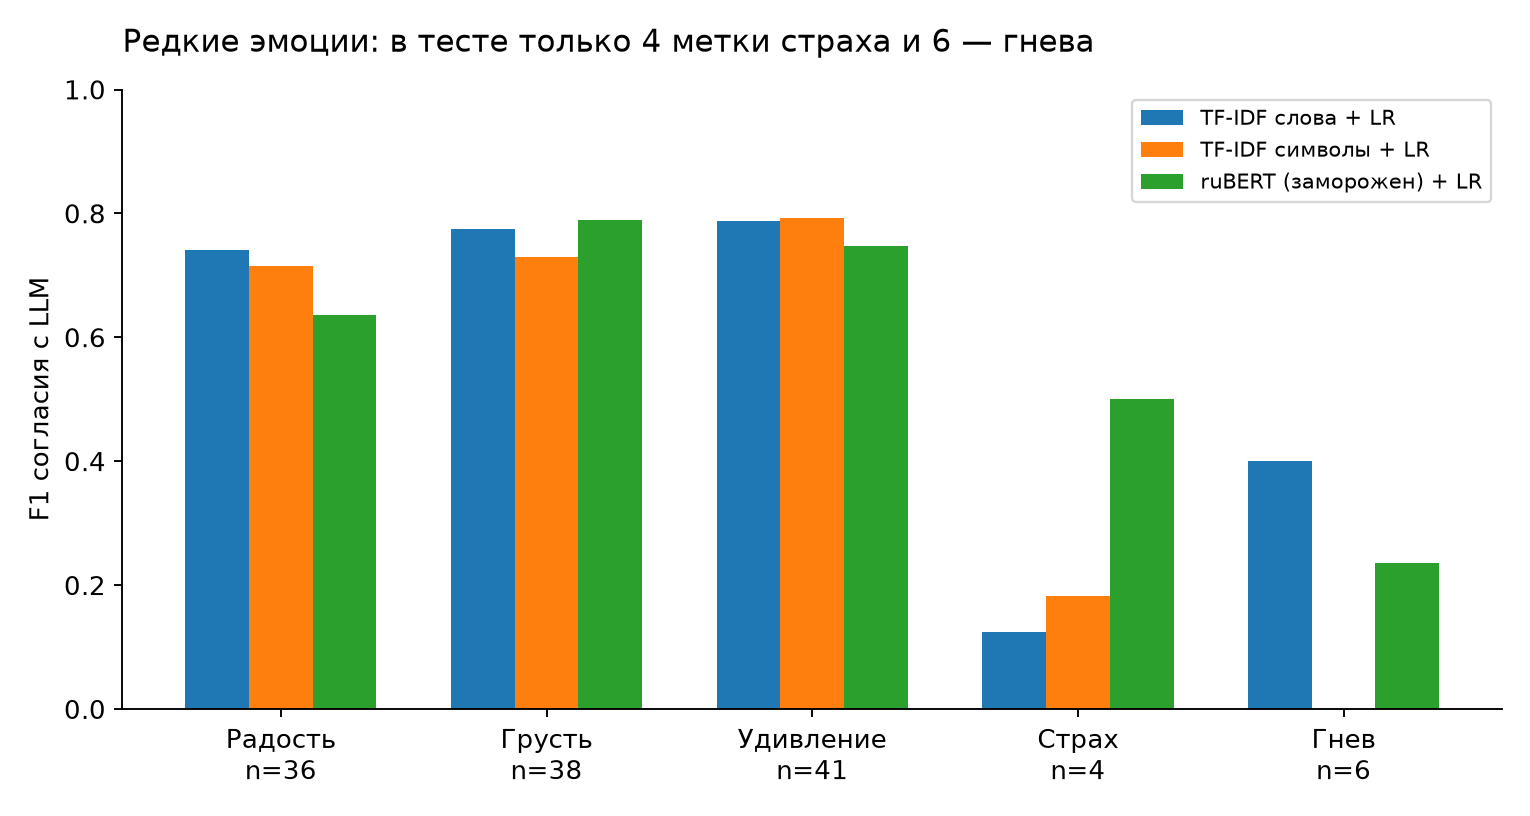 Редкие эмоции: в тесте только 4 метки страха и 6 — гнева
TF-IDF слова + LR
TF-IDF символы + LR
ruBERT (заморожен) + LR
F1 согласия с LLM
1.0
0.8
0.6
0.4
0.2
0.0
Радость
n=36
Грусть
n=38
Удивление
n=41
Страх
n=4
Гнев
n=6